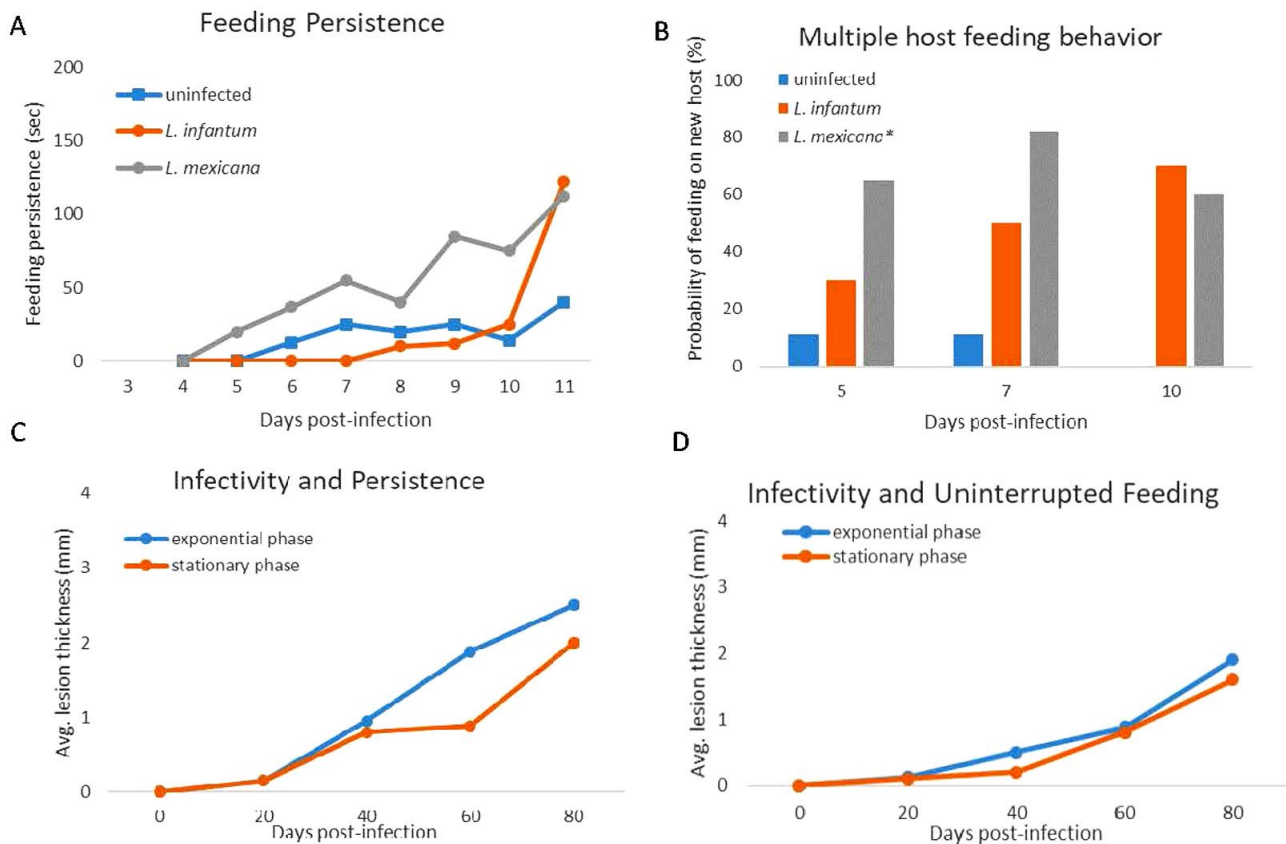 A
Feeding Persistence
200
150
100
50
0
Feeding persistence (sec)
uninfected
L. infantum
L. mexicana
3 4 5 6 7 8 9 10 11
Days post-infection
B
Multiple host feeding behavior
100
80
60
40
20
0
Probability of feeding on new host (%)
uninfected
L. infantum
L. mexicana*
5 7 10
Days post-infection
C
Infectivity and Persistence
4
3
2
1
0
Avg. lesion thickness (mm)
exponential phase
stationary phase
0 20 40 60 80
Days post-infection
D
Infectivity and Uninterrupted Feeding
4
3
2
1
0
Avg. lesion thickness (mm)
exponential phase
stationary phase
0 20 40 60 80
Days post-infection